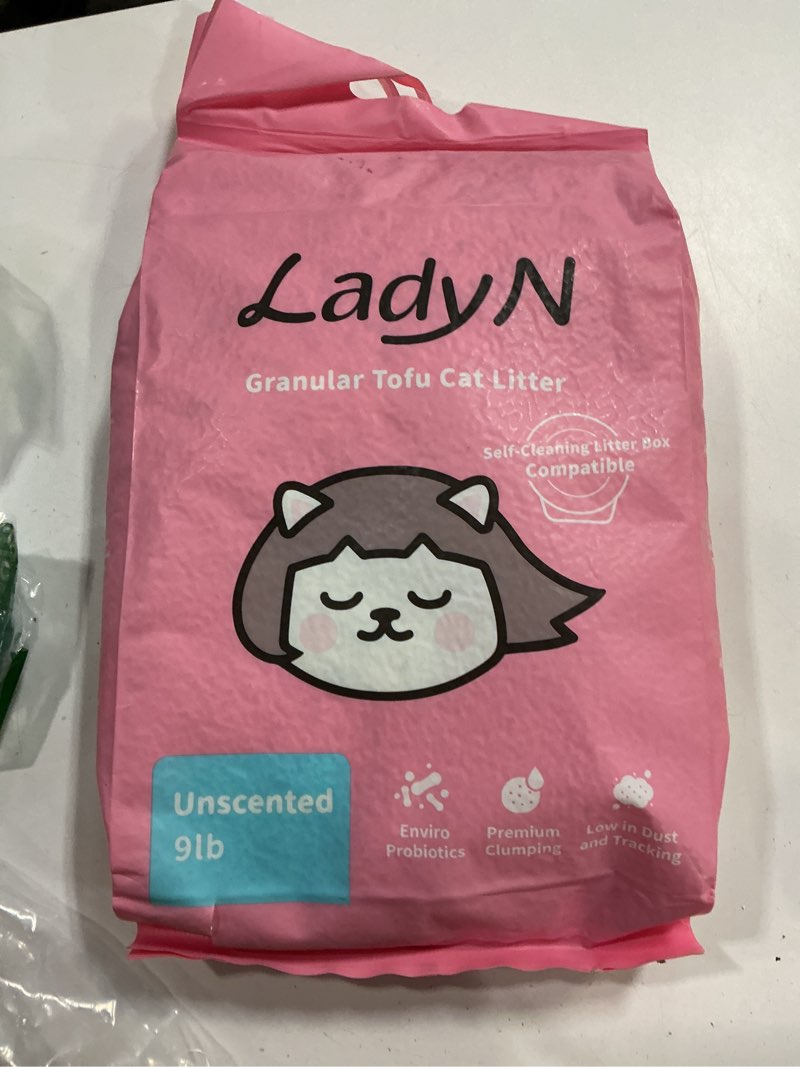 LadyN
Granular Tofu Cat Litter
Self-Cleaning Litter Box
Compatible
Unscented
9lb
Enviro
Probiotics
Premium
Clumping
Low in Dust
and Tracking